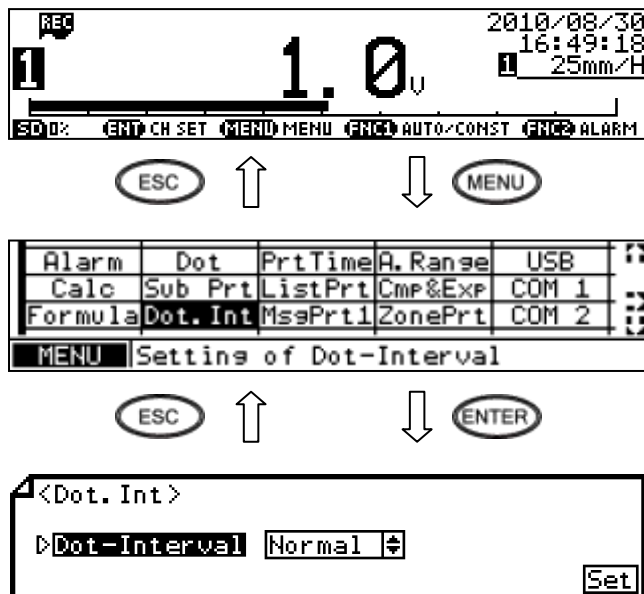 REC
2010/08/30
16:49:18
1 1.0V 1 25mm/H
SD 0% ENT CH SET MENU MENU FNC1 AUTO/CONST FNC2 ALARM
ESC MENU
Alarm Dot PrtTime A.Range USB
Calc Sub Prt ListPrt Cmp&Exp COM 1
Formula Dot.Int MsgPrt1 ZonePrt COM 2
MENU Setting of Dot-Interval
ESC ENTER
<Dot.Int>
Dot-Interval Normal
Set